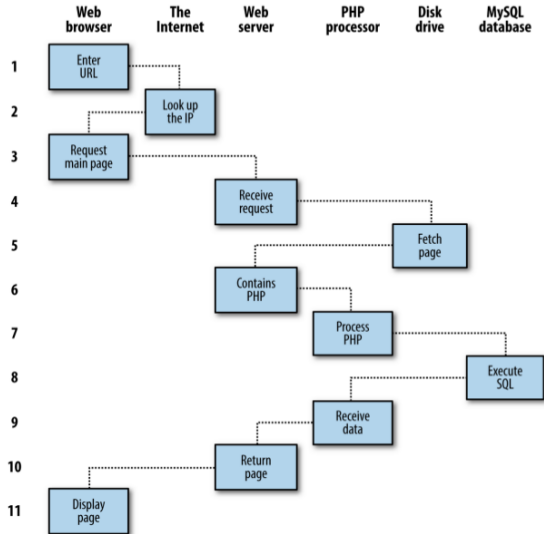 Web browser
The Internet
Web server
PHP processor
Disk drive
MySQL database
1
Enter
URL
2
Look up
the IP
3
Request
main page
4
Receive
request
5
Fetch
page
6
Contains
PHP
7
Process
PHP
8
Execute
SQL
9
Receive
data
10
Return
page
11
Display
page